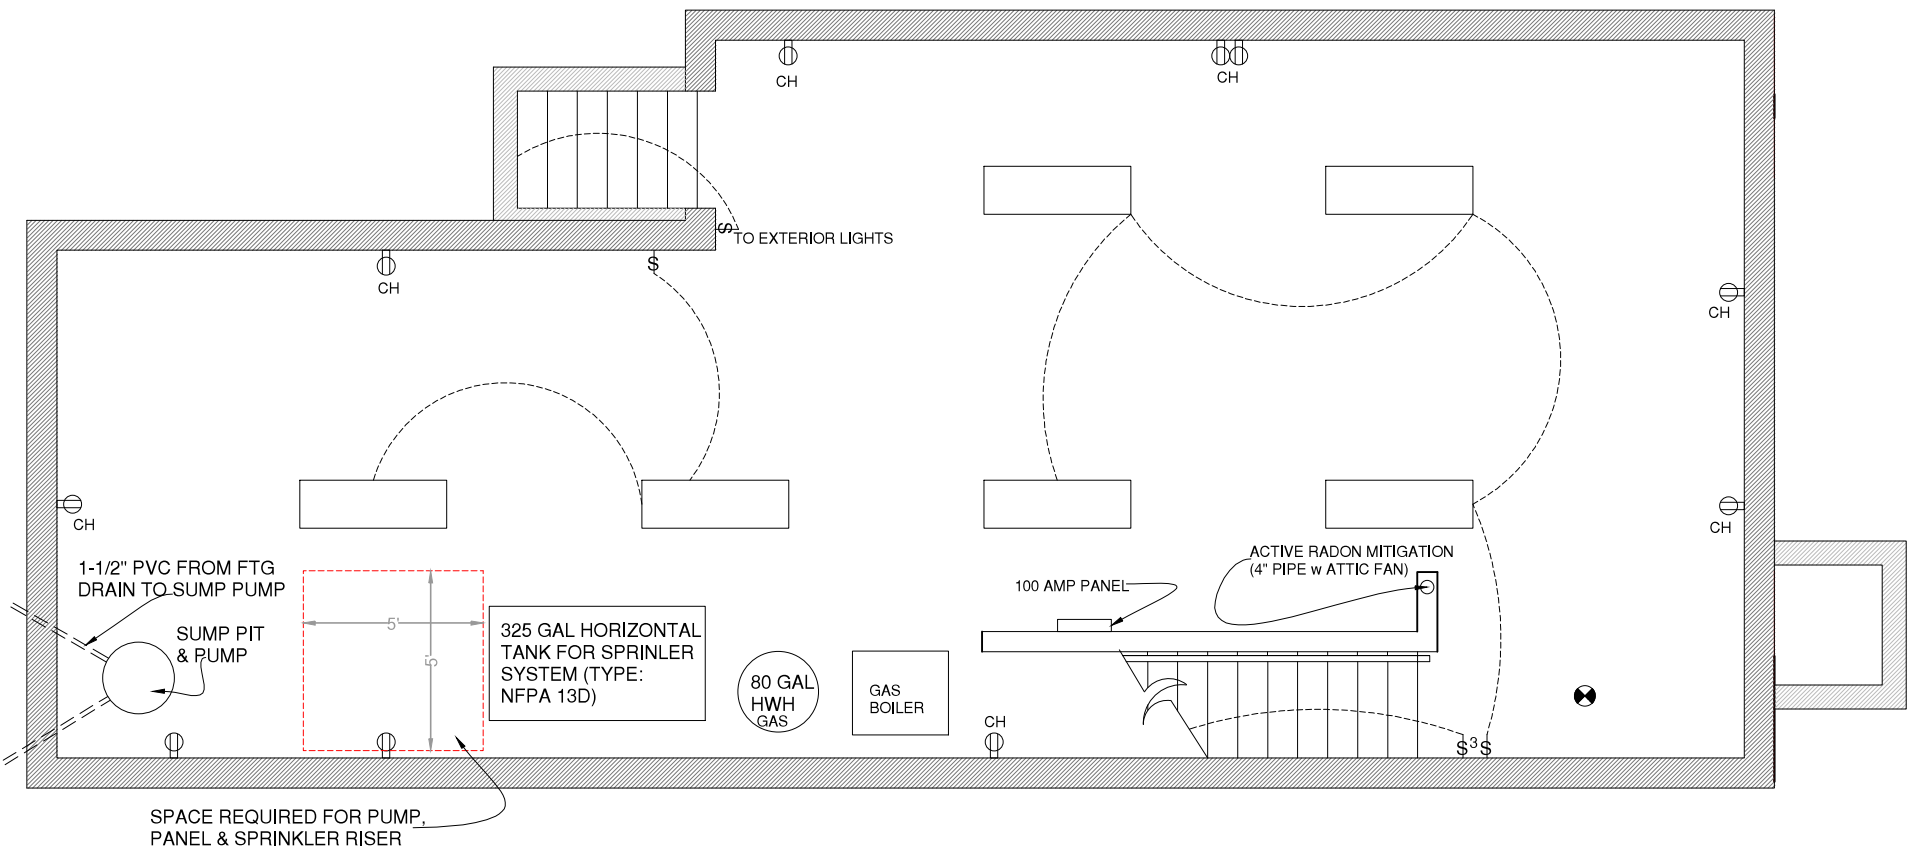 CH
CH
S
TO EXTERIOR LIGHTS
S
CH
CH
CH
CH
1-1/2" PVC FROM FTG
DRAIN TO SUMP PUMP
SUMP PIT
& PUMP
5'
5'
325 GAL HORIZONTAL
TANK FOR SPRINLER
SYSTEM (TYPE:
NFPA 13D)
80 GAL
HWH
GAS
GAS
BOILER
100 AMP PANEL
ACTIVE RADON MITIGATION
(4" PIPE w ATTIC FAN)
CH
S3 S
SPACE REQUIRED FOR PUMP,
PANEL & SPRINKLER RISER